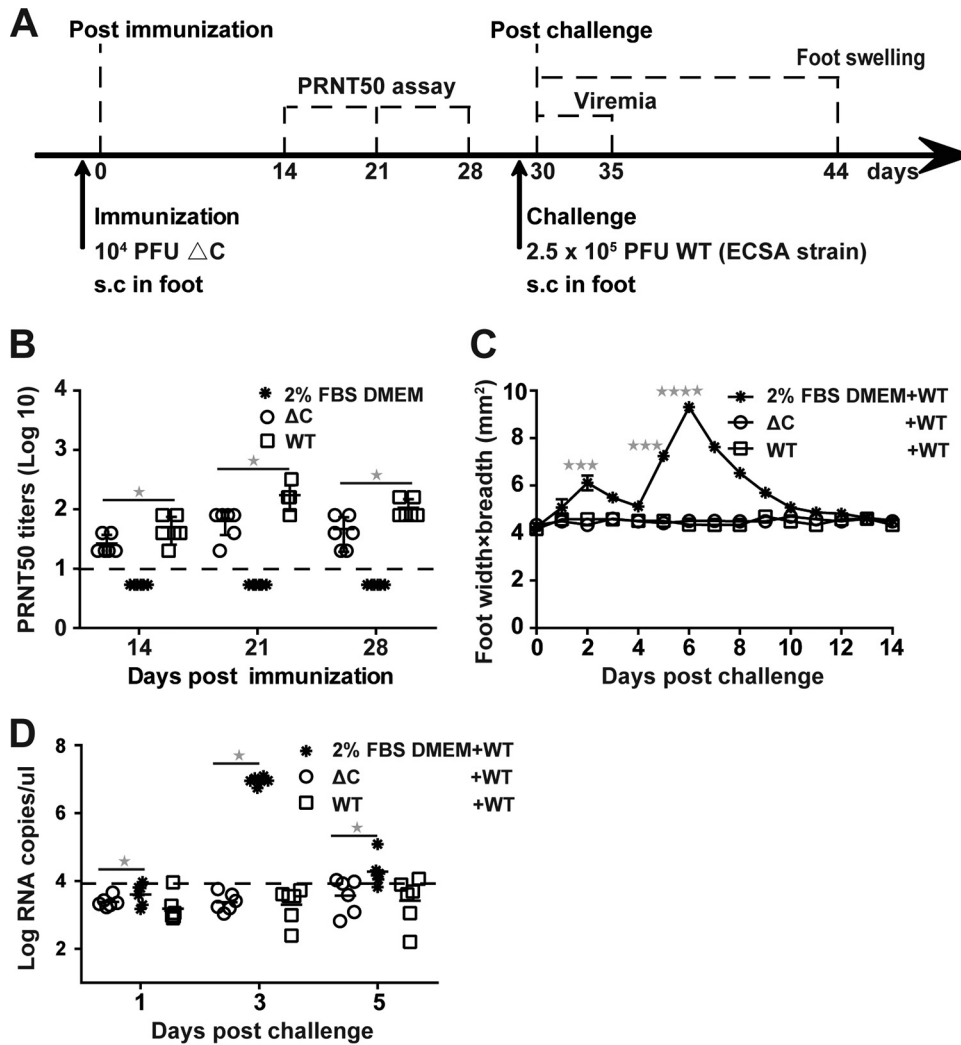 A
Post immunization
Post challenge
Foot swelling
PRNT50 assay
Viremia
0 14 21 28 30 35 44 days
Immunization
10⁴ PFU △C
s.c in foot
Challenge
2.5 x 10⁵ PFU WT (ECSA strain)
s.c in foot
B
PRNT50 titers (Log 10)
4
3
2
1
0
2% FBS DMEM
ΔC
WT
14 21 28
Days post immunization
C
Foot width×breadth (mm²)
10
8
6
4
2
0
2% FBS DMEM+WT
ΔC +WT
WT +WT
0 2 4 6 8 10 12 14
Days post challenge
D
Log RNA copies/ul
8
6
4
2
2% FBS DMEM+WT
ΔC +WT
WT +WT
1 3 5
Days post challenge